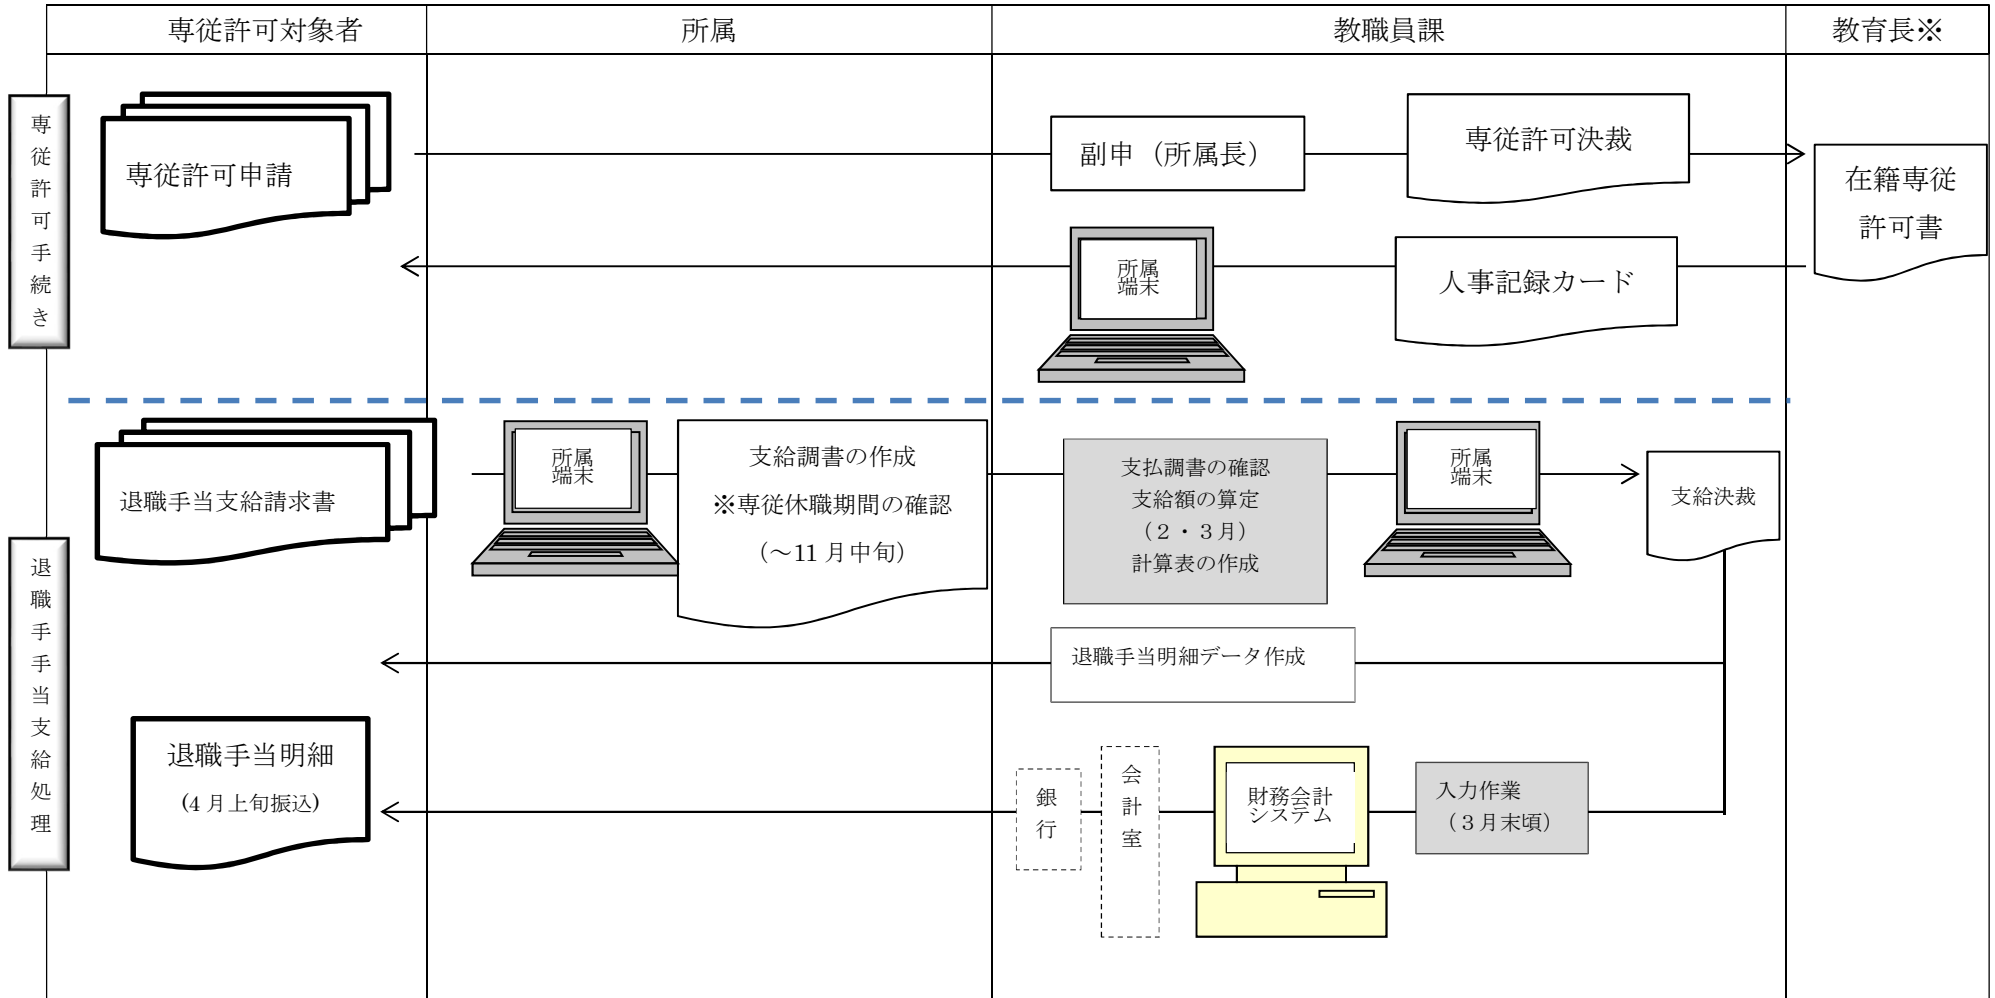 専従許可対象者
所属
教職員課
教育長※
専従許可手続き
専従許可申請
副申（所属長）
専従許可決裁
在籍専従
許可書
所属
端末
人事記録カード
退職手当支給処理
退職手当支給請求書
所属
端末
支給調書の作成
※専従休職期間の確認
（～11 月中旬）
支払調書の確認
支給額の算定
（２・３月）
計算表の作成
所属
端末
支給決裁
退職手当明細データ作成
退職手当明細
(4 月上旬振込)
銀行
会計室
財務会計
システム
入力作業
（３月末頃）